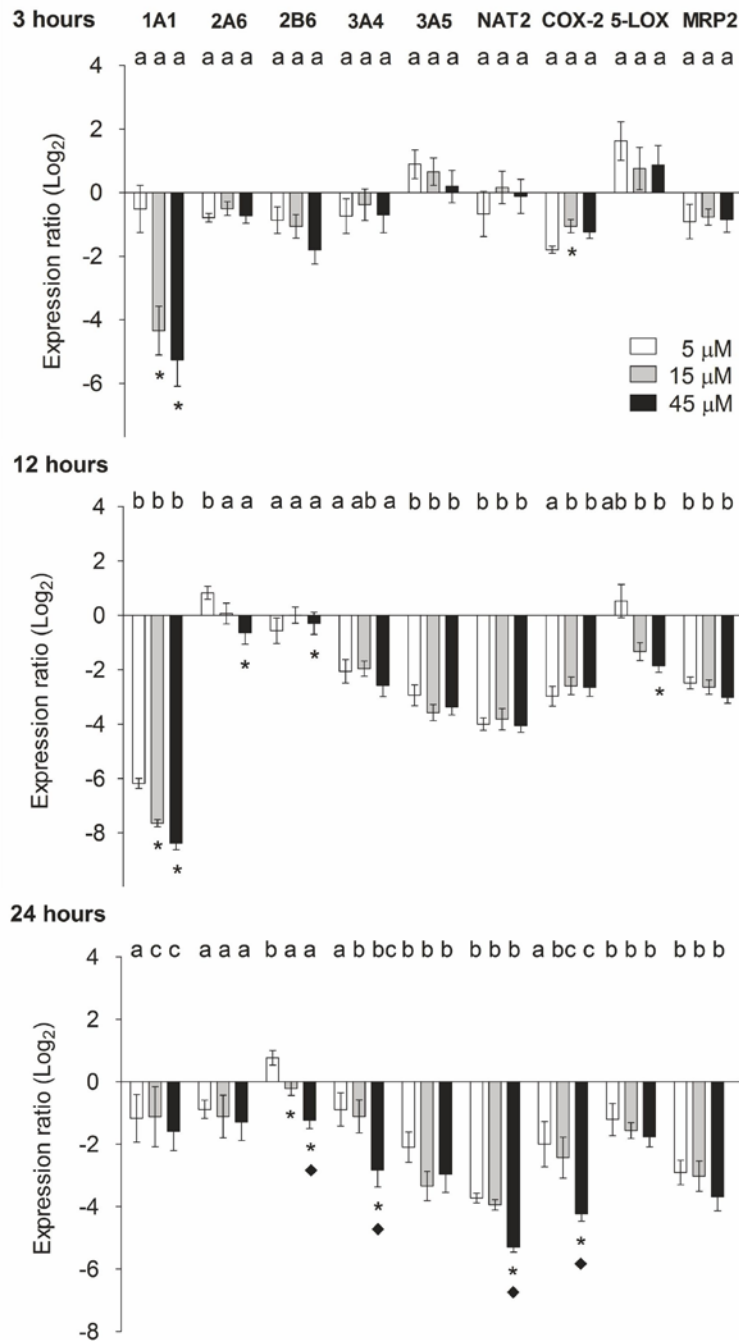 3 hours 1A1 2A6 2B6 3A4 3A5 NAT2 COX-2 5-LOX MRP2
a a a a a a a a a a a a a a a a a a a a a a a a a a a
4
2
0
-2
-4
-6
Expression ratio (Log2)
* * *
5 µM
15 µM
45 µM
12 hours
b b b b a a a a a a ab a b b b b b b a b b ab b b b b b
4
2
0
-2
-4
-6
-8
Expression ratio (Log2)
* * * * *
24 hours
a c c a a a b a a a b bc b b b b b b a bc c b b b b b b
4
2
0
-2
-4
-6
-8
Expression ratio (Log2)
* * * * *
◆ ◆ ◆ ◆